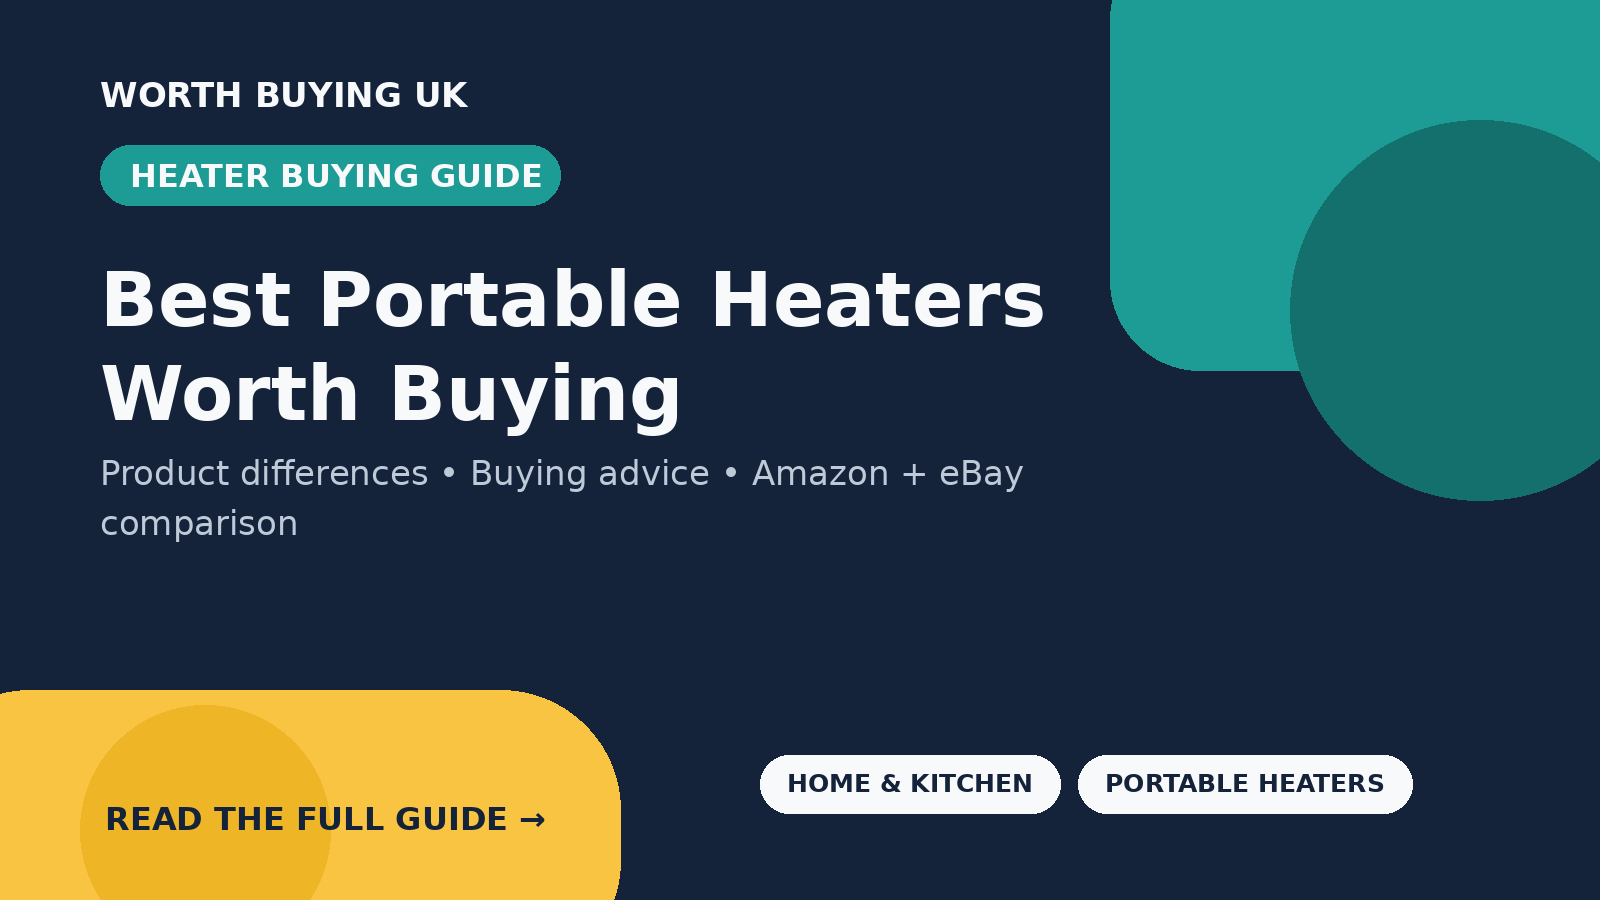 WORTH BUYING UK
HEATER BUYING GUIDE
Best Portable Heaters
Worth Buying
Product differences • Buying advice • Amazon + eBay
comparison
READ THE FULL GUIDE →
HOME & KITCHEN
PORTABLE HEATERS